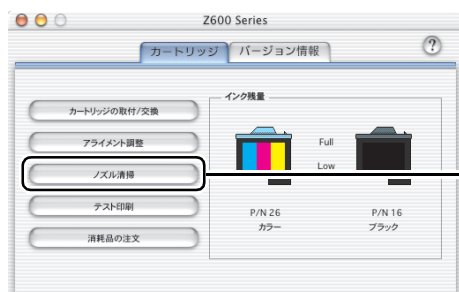 Z600 Series
カートリッジ
バージョン情報
?
カートリッジの取付/交換
アライメント調整
ノズル清掃
テスト印刷
消耗品の注文
インク残量
Full
Low
P/N 26
カラー
P/N 16
ブラック